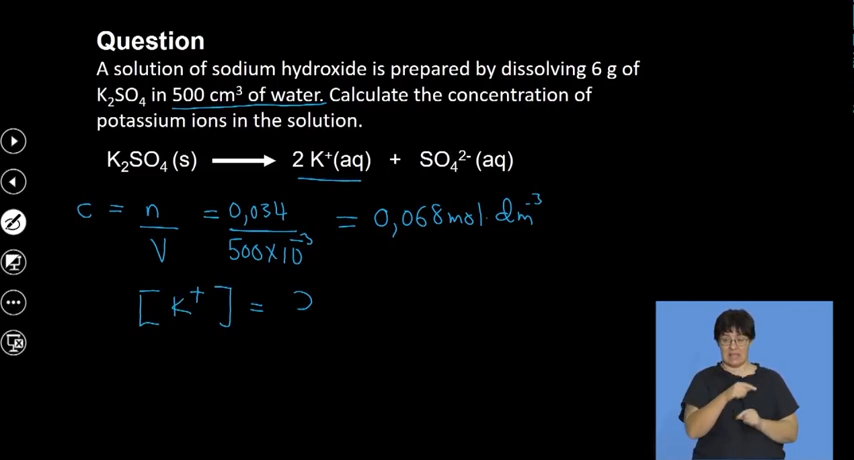 Question
A solution of sodium hydroxide is prepared by dissolving 6 g of
K₂SO₄ in 500 cm³ of water. Calculate the concentration of
potassium ions in the solution.
K₂SO₄ (s) ⟶ 2 K⁺(aq) + SO₄²⁻ (aq)
c = n/V = 0,034/500×10⁻³ = 0,068 mol·dm⁻³
[K⁺] =